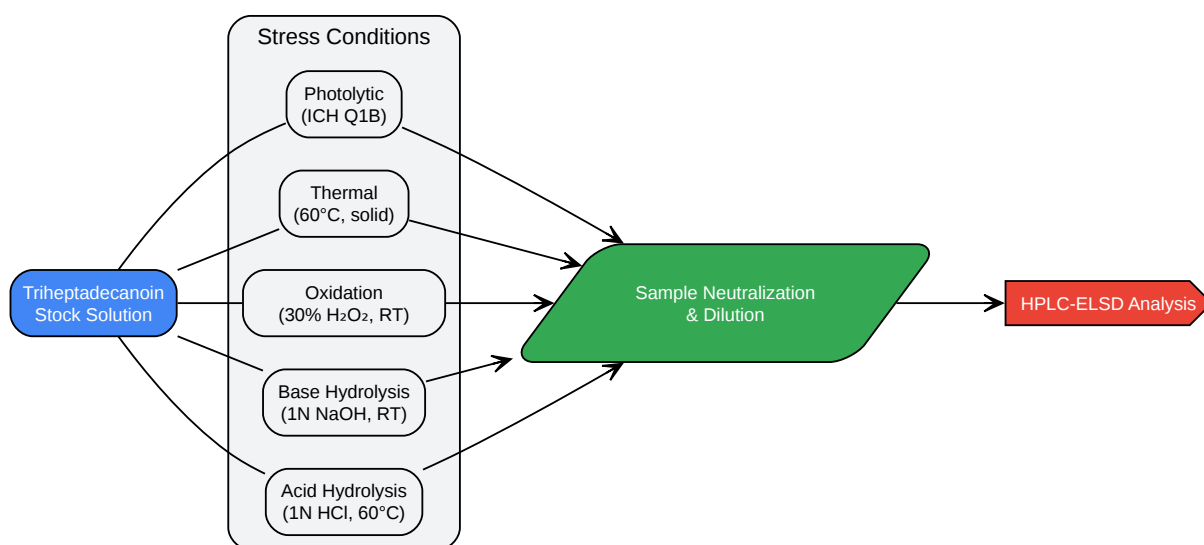 Stress Conditions
Photolytic
(ICH Q1B)
Thermal
(60°C, solid)
Triheptadecanoin
Stock Solution
Oxidation
(30% H₂O₂, RT)
Base Hydrolysis
(1N NaOH, RT)
Acid Hydrolysis
(1N HCl, 60°C)
Sample Neutralization
& Dilution
HPLC-ELSD Analysis